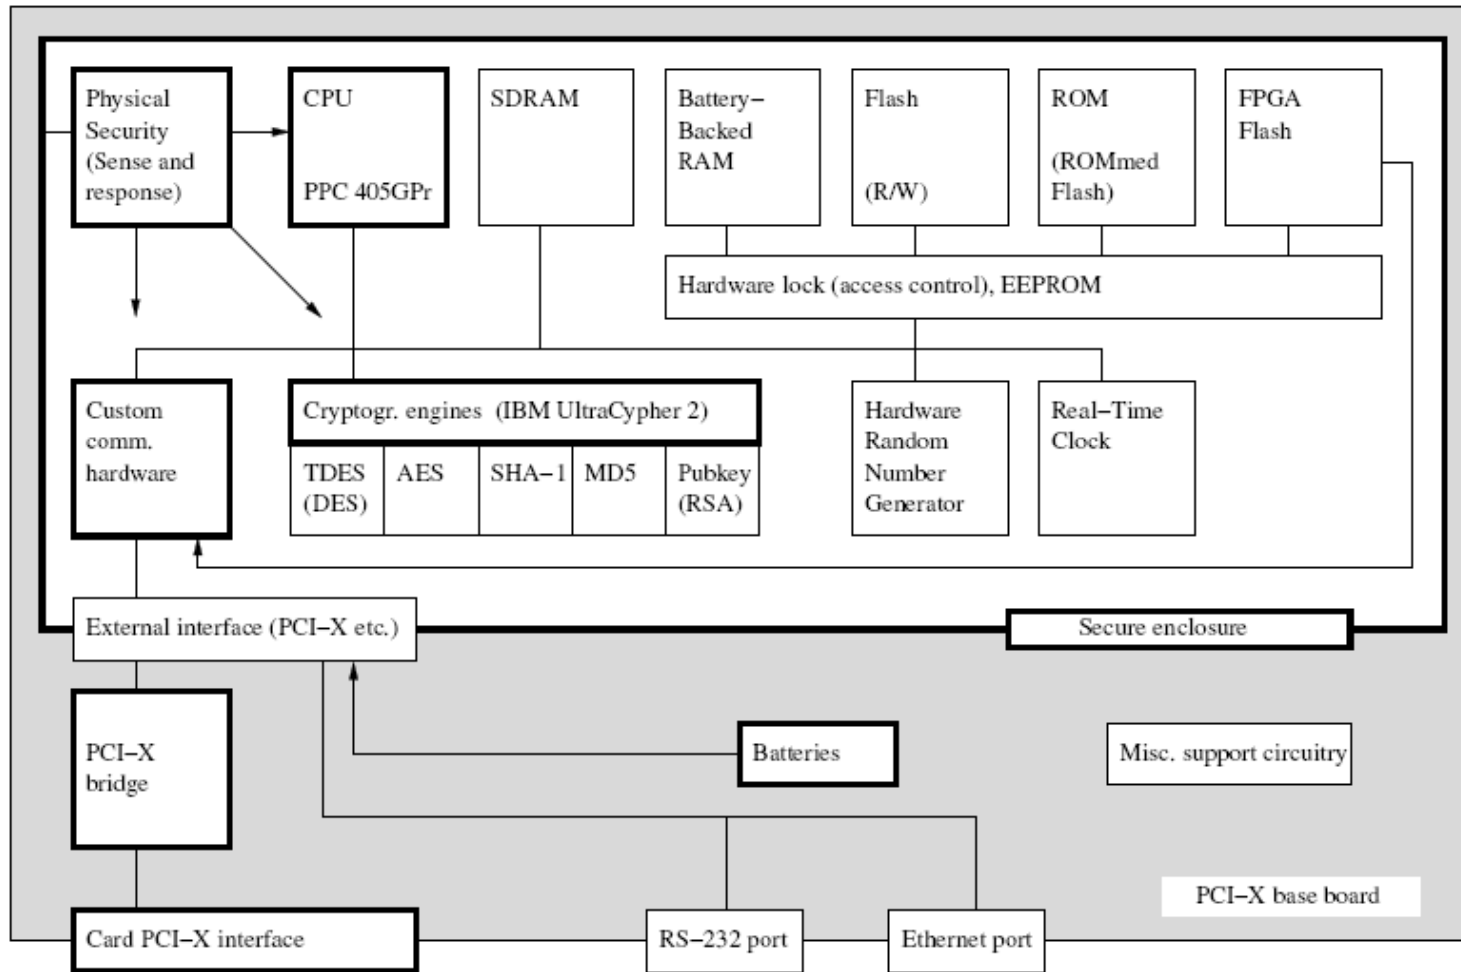 Physical
Security
(Sense and
response)
CPU
PPC 405GPr
SDRAM
Battery-
Backed
RAM
Flash
(R/W)
ROM
(ROMmed
Flash)
FPGA
Flash
Hardware lock (access control), EEPROM
Custom
comm.
hardware
Cryptogr. engines (IBM UltraCypher 2)
TDES
(DES)
AES
SHA-1
MD5
Pubkey
(RSA)
Hardware
Random
Number
Generator
Real-Time
Clock
External interface (PCI-X etc.)
Secure enclosure
PCI-X
bridge
Batteries
Misc. support circuitry
PCI-X base board
Card PCI-X interface
RS-232 port
Ethernet port